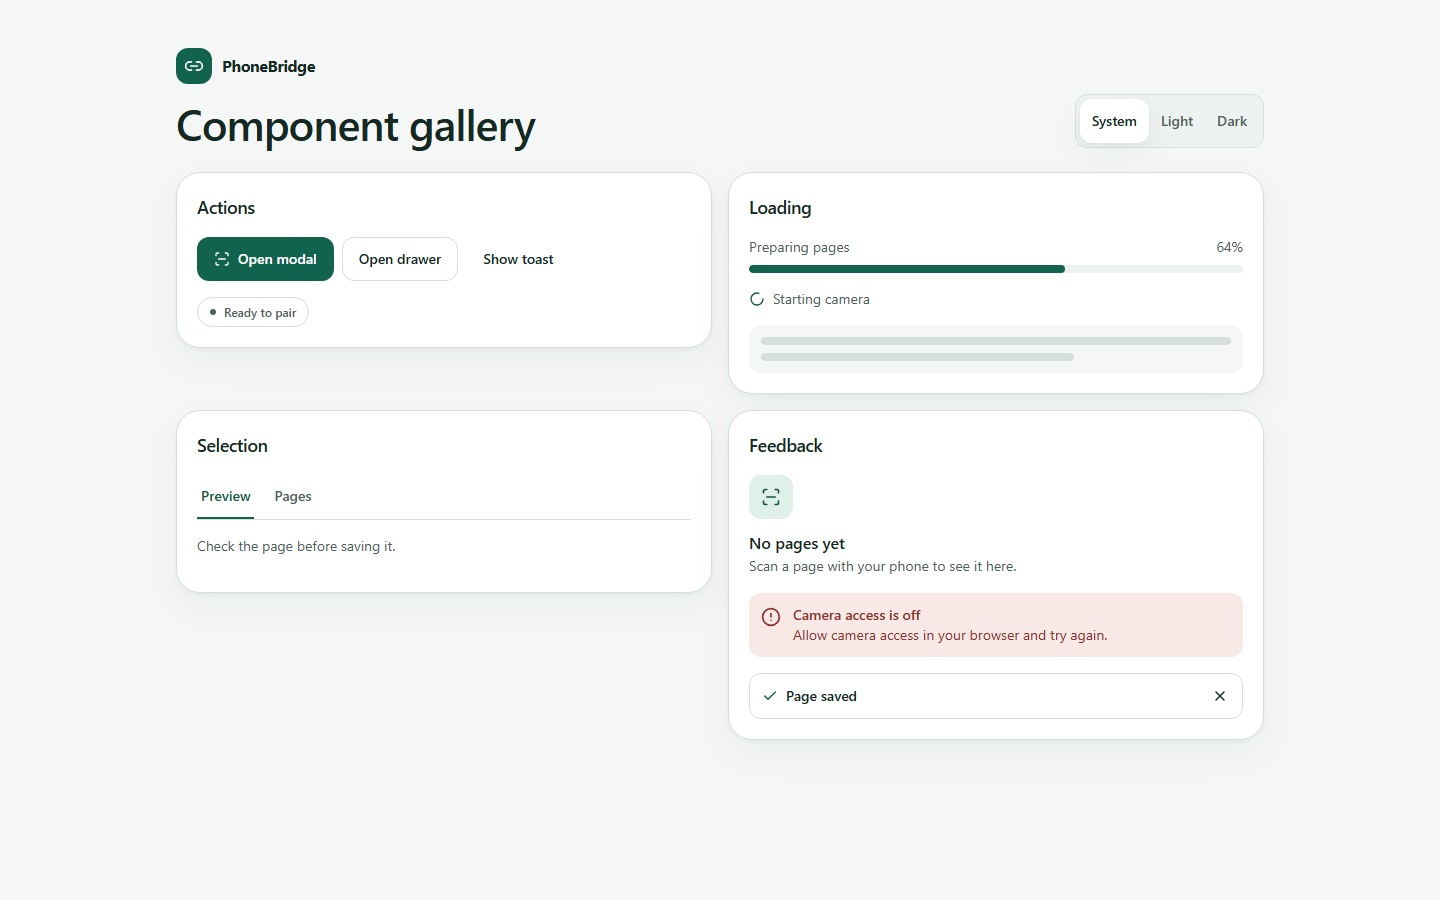 PhoneBridge
Component gallery
System Light Dark
Actions
Open modal Open drawer Show toast
Ready to pair
Loading
Preparing pages 64%
Starting camera
Selection
Preview Pages
Check the page before saving it.
Feedback
No pages yet
Scan a page with your phone to see it here.
Camera access is off
Allow camera access in your browser and try again.
Page saved